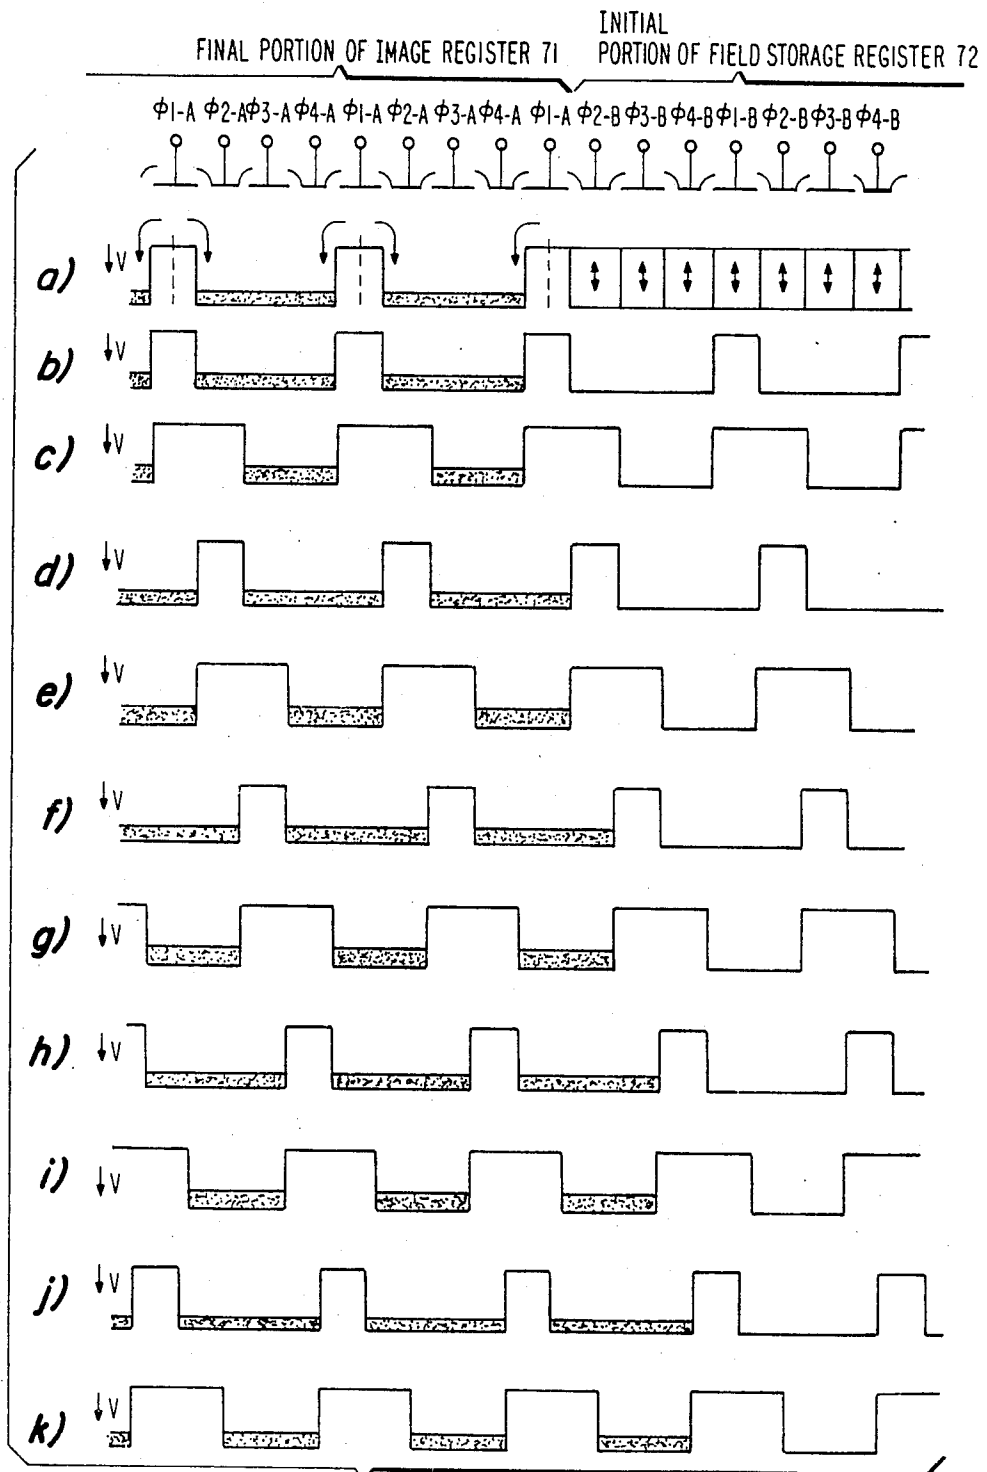 INITIAL
FINAL PORTION OF IMAGE REGISTER 71 PORTION OF FIELD STORAGE REGISTER 72
Φ1-A Φ2-A Φ3-A Φ4-A Φ1-A Φ2-A Φ3-A Φ4-A Φ1-A Φ2-B Φ3-B Φ4-B Φ1-B Φ2-B Φ3-B Φ4-B
a) V
b) V
c) V
d) V
e) V
f) V
g) V
h) V
i) V
j) V
k) V